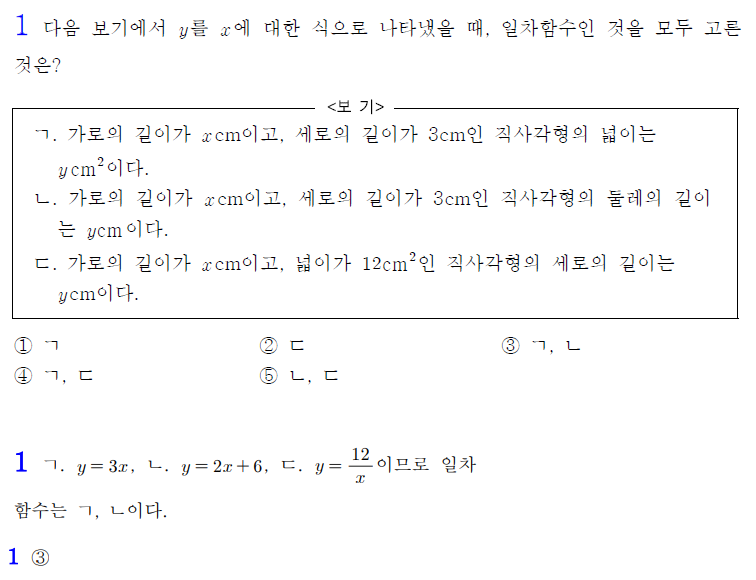 1 다음 보기에서 y를 x에 대한 식으로 나타냈을 때, 일차함수인 것을 모두 고른
것은?
<보 기>
ㄱ. 가로의 길이가 xcm이고, 세로의 길이가 3cm인 직사각형의 넓이는
ycm²이다.
ㄴ. 가로의 길이가 xcm이고, 세로의 길이가 3cm인 직사각형의 둘레의 길이
는 ycm이다.
ㄷ. 가로의 길이가 xcm이고, 넓이가 12cm²인 직사각형의 세로의 길이는
ycm이다.
① ㄱ ② ㄷ ③ ㄱ, ㄴ
④ ㄱ, ㄷ ⑤ ㄴ, ㄷ
1 ㄱ. y=3x, ㄴ. y=2x+6, ㄷ. y=12/x 이므로 일차
함수는 ㄱ, ㄴ이다.
1 ③